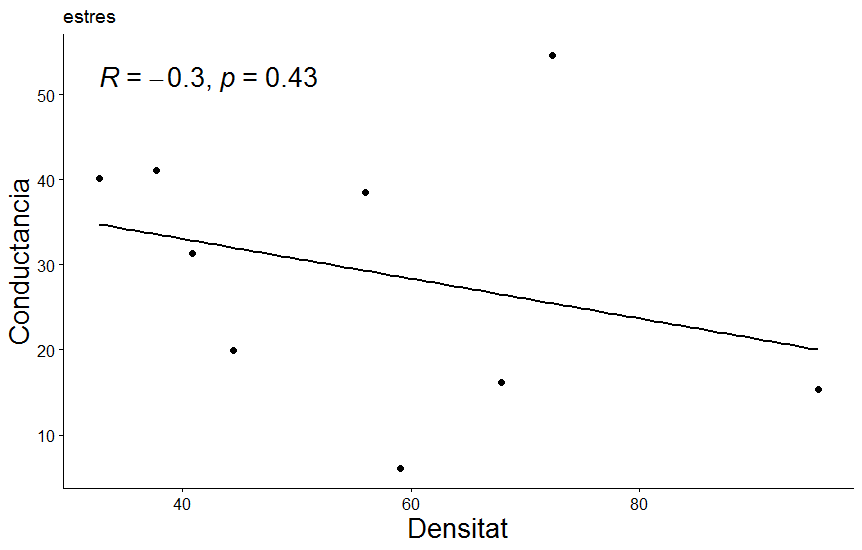 estres
R = −0.3, p = 0.43
50
40
30
20
10
Conductancia
40 60 80
Densitat